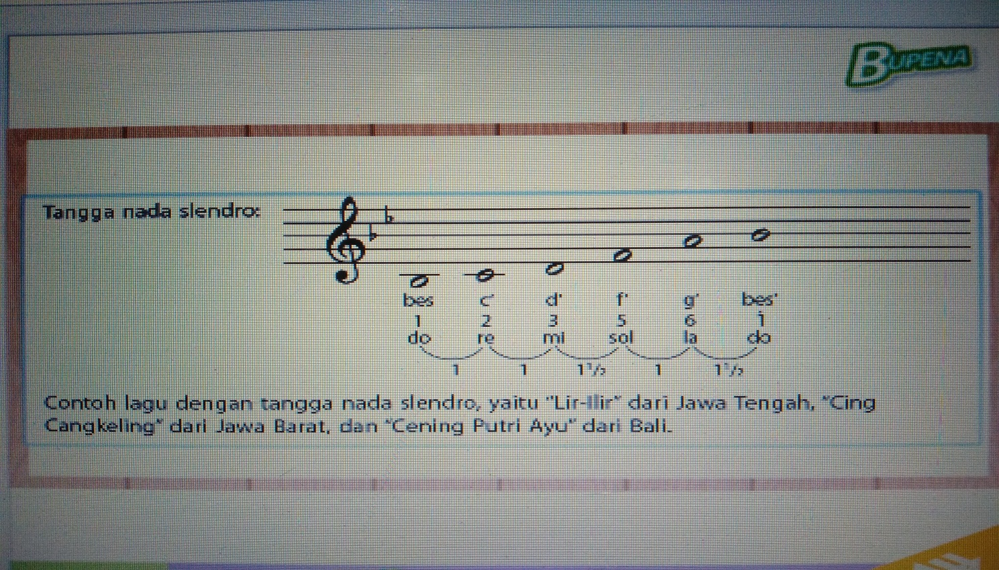 BUPENA
Tangga nada slendro:
bes c' d' f' g' bes'
1 2 3 5 6 1̇
do re mi sol la do
1 1 1½ 1 1½
Contoh lagu dengan tangga nada slendro, yaitu "Lir-Ilir" dari Jawa Tengah, "Cing
Cangkeling" dari Jawa Barat, dan "Cening Putri Ayu" dari Bali.